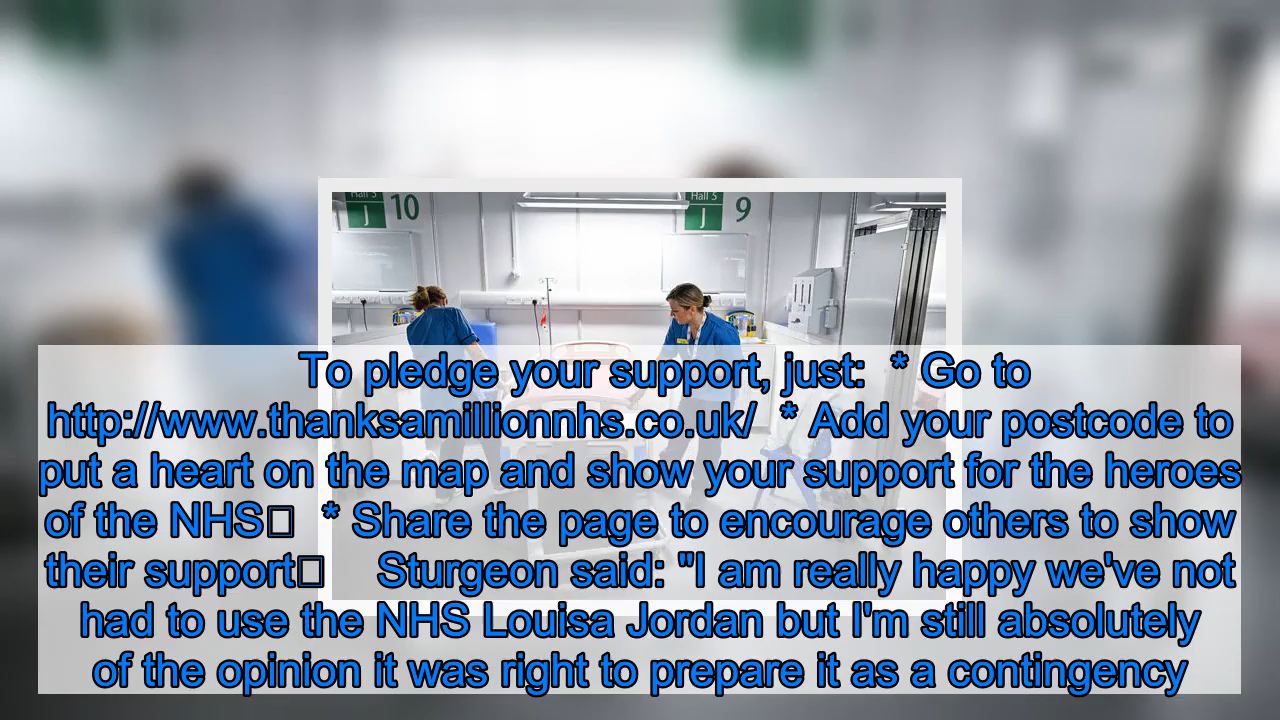 Hall 5
J 10
Hall 5
J 9
To pledge your support, just:  * Go to
http://www.thanksamillionnhs.co.uk/  * Add your postcode to
put a heart on the map and show your support for the heroes
of the NHS□  * Share the page to encourage others to show
their support□    Sturgeon said: "I am really happy we've not
had to use the NHS Louisa Jordan but I'm still absolutely
of the opinion it was right to prepare it as a contingency